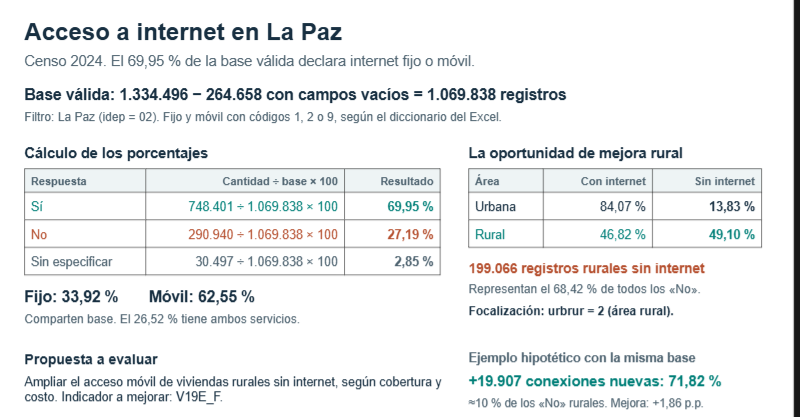 Acceso a internet en La Paz
Censo 2024. El 69,95 % de la base válida declara internet fijo o móvil.
Base válida: 1.334.496 − 264.658 con campos vacíos = 1.069.838 registros
Filtro: La Paz (idep = 02). Fijo y móvil con códigos 1, 2 o 9, según el diccionario del Excel.
Cálculo de los porcentajes
Respuesta Cantidad ÷ base × 100 Resultado
Sí 748.401 ÷ 1.069.838 × 100 69,95 %
No 290.940 ÷ 1.069.838 × 100 27,19 %
Sin especificar 30.497 ÷ 1.069.838 × 100 2,85 %
Fijo: 33,92 % Móvil: 62,55 %
Comparten base. El 26,52 % tiene ambos servicios.
Propuesta a evaluar
Ampliar el acceso móvil de viviendas rurales sin internet, según cobertura y
costo. Indicador a mejorar: V19E_F.
La oportunidad de mejora rural
Área Con internet Sin internet
Urbana 84,07 % 13,83 %
Rural 46,82 % 49,10 %
199.066 registros rurales sin internet
Representan el 68,42 % de todos los «No».
Focalización: urbrur = 2 (área rural).
Ejemplo hipotético con la misma base
+19.907 conexiones nuevas: 71,82 %
≈10 % de los «No» rurales. Mejora: +1,86 p.p.